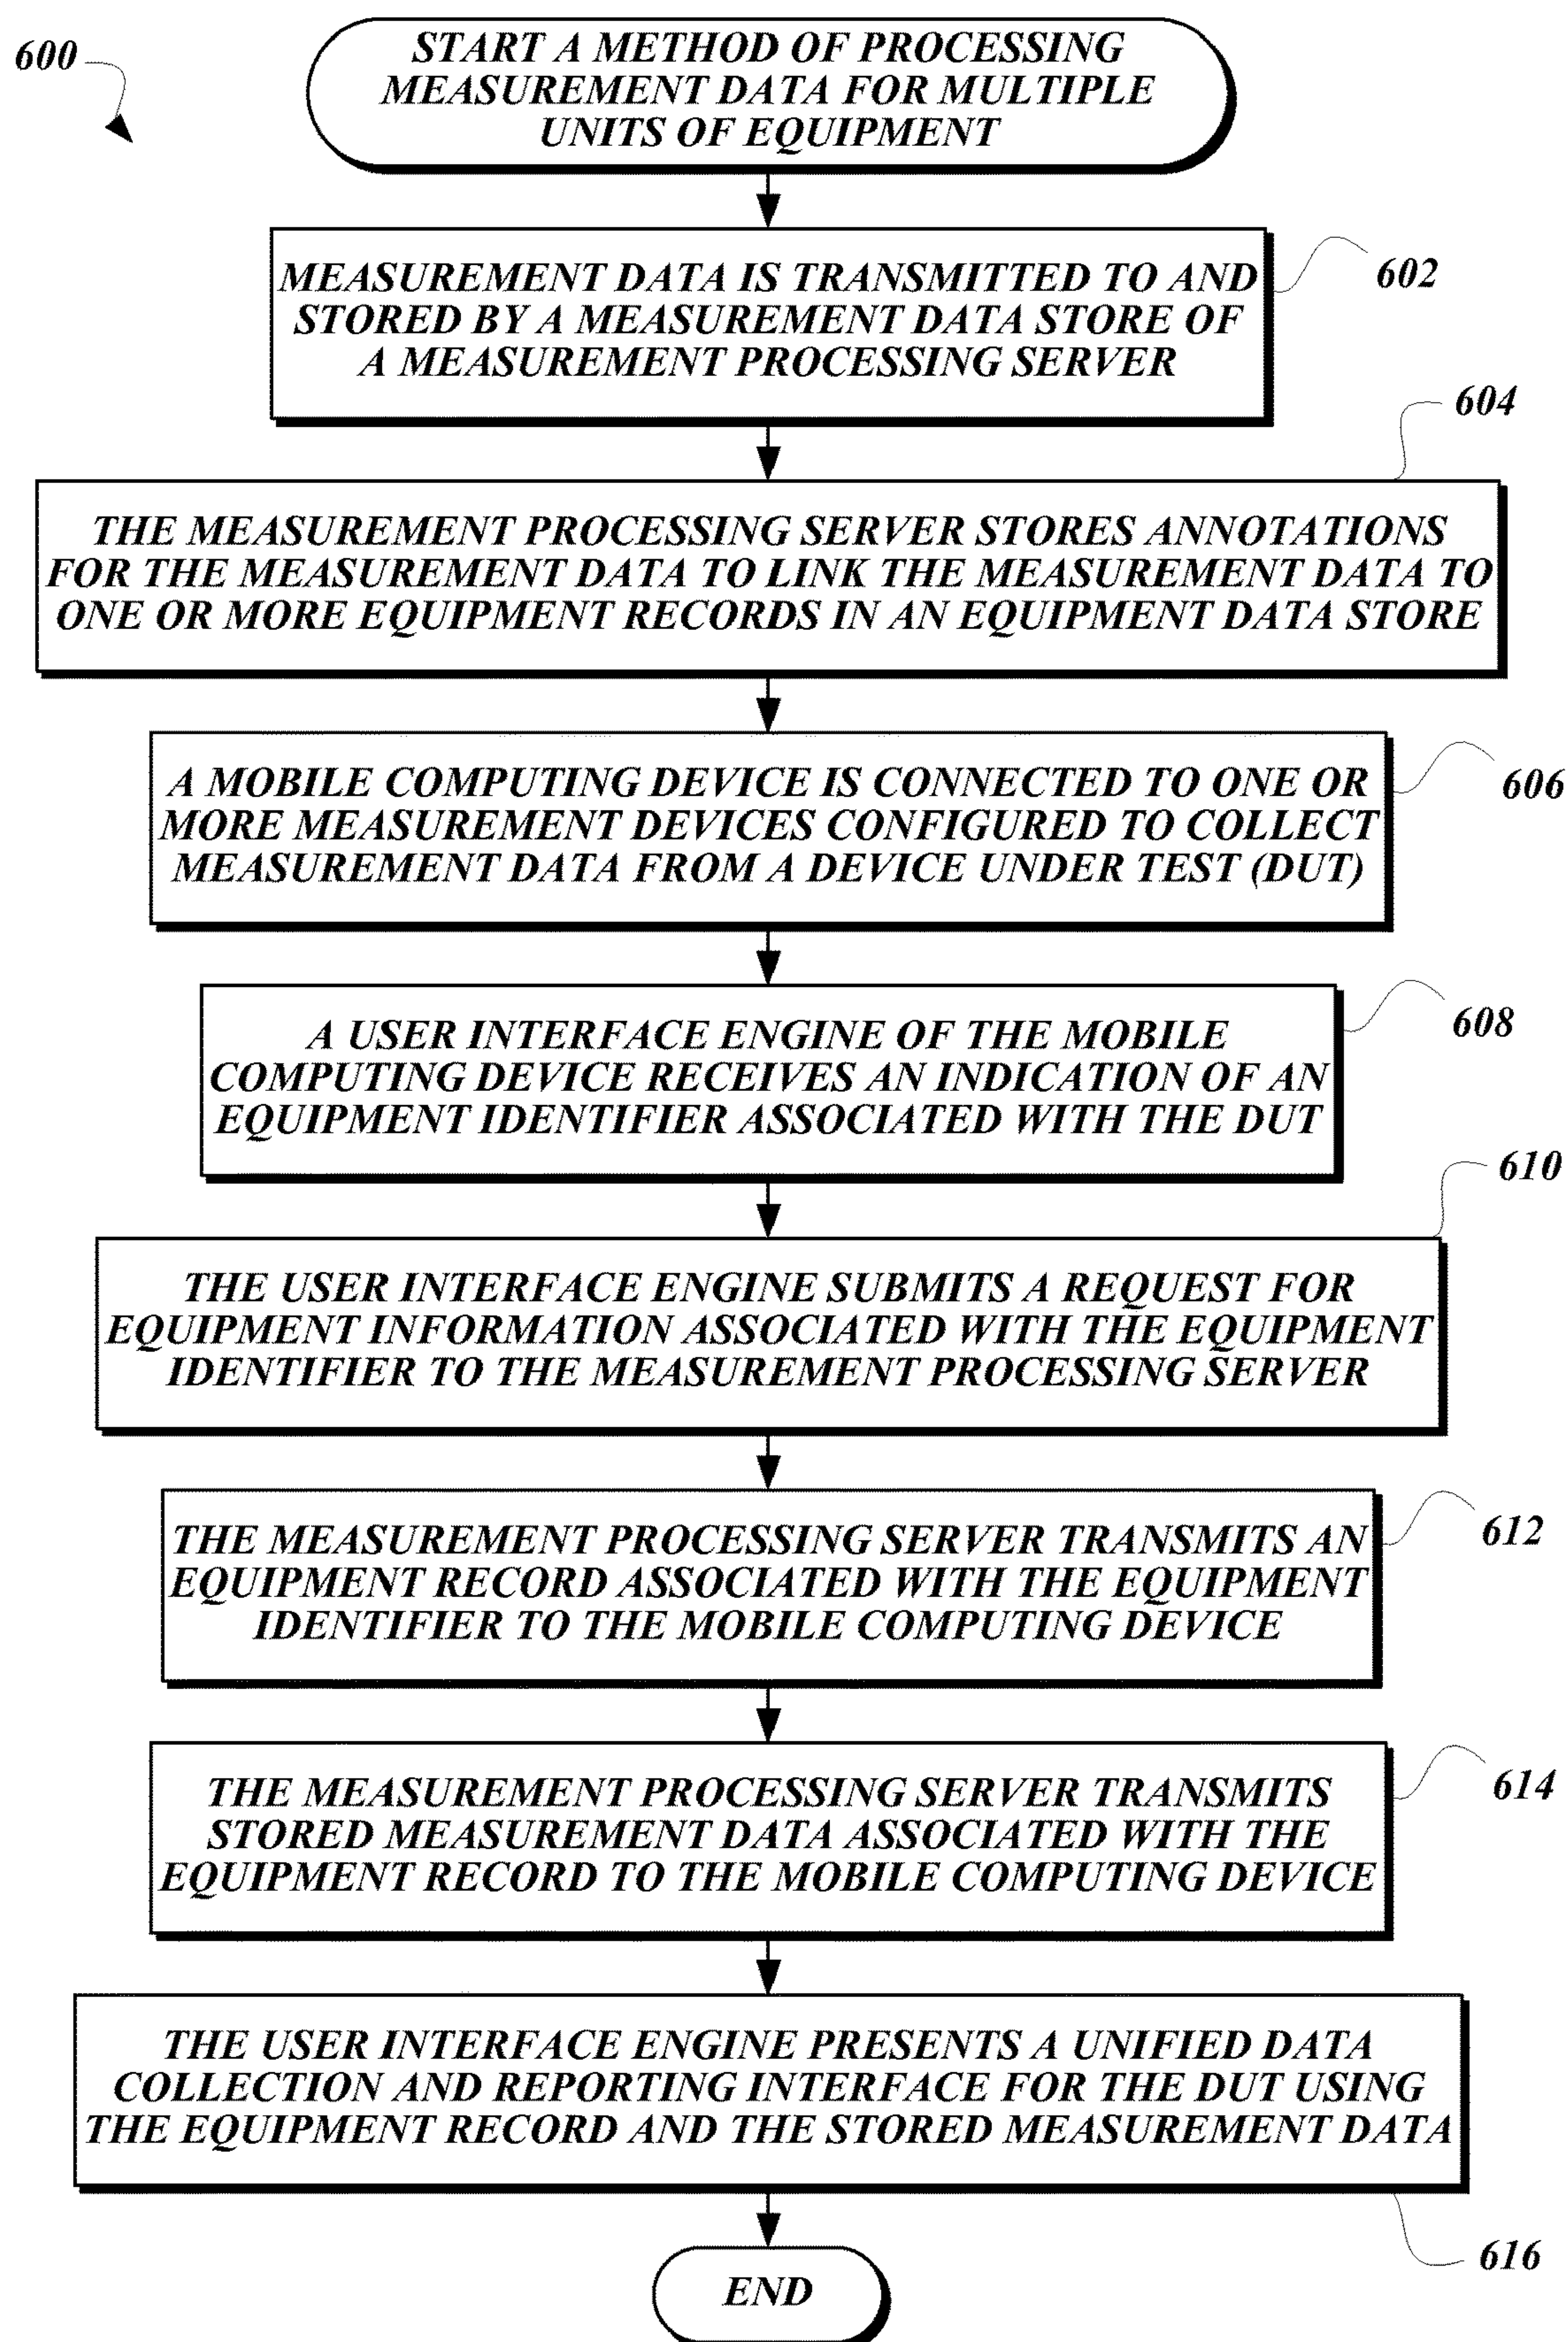 600
START A METHOD OF PROCESSING
MEASUREMENT DATA FOR MULTIPLE
UNITS OF EQUIPMENT
MEASUREMENT DATA IS TRANSMITTED TO AND
STORED BY A MEASUREMENT DATA STORE OF
A MEASUREMENT PROCESSING SERVER
602
604
THE MEASUREMENT PROCESSING SERVER STORES ANNOTATIONS
FOR THE MEASUREMENT DATA TO LINK THE MEASUREMENT DATA TO
ONE OR MORE EQUIPMENT RECORDS IN AN EQUIPMENT DATA STORE
A MOBILE COMPUTING DEVICE IS CONNECTED TO ONE OR
MORE MEASUREMENT DEVICES CONFIGURED TO COLLECT
MEASUREMENT DATA FROM A DEVICE UNDER TEST (DUT)
606
A USER INTERFACE ENGINE OF THE MOBILE
COMPUTING DEVICE RECEIVES AN INDICATION OF AN
EQUIPMENT IDENTIFIER ASSOCIATED WITH THE DUT
608
610
THE USER INTERFACE ENGINE SUBMITS A REQUEST FOR
EQUIPMENT INFORMATION ASSOCIATED WITH THE EQUIPMENT
IDENTIFIER TO THE MEASUREMENT PROCESSING SERVER
THE MEASUREMENT PROCESSING SERVER TRANSMITS AN
EQUIPMENT RECORD ASSOCIATED WITH THE EQUIPMENT
IDENTIFIER TO THE MOBILE COMPUTING DEVICE
612
THE MEASUREMENT PROCESSING SERVER TRANSMITS
STORED MEASUREMENT DATA ASSOCIATED WITH THE
EQUIPMENT RECORD TO THE MOBILE COMPUTING DEVICE
614
THE USER INTERFACE ENGINE PRESENTS A UNIFIED DATA
COLLECTION AND REPORTING INTERFACE FOR THE DUT USING
THE EQUIPMENT RECORD AND THE STORED MEASUREMENT DATA
616
END